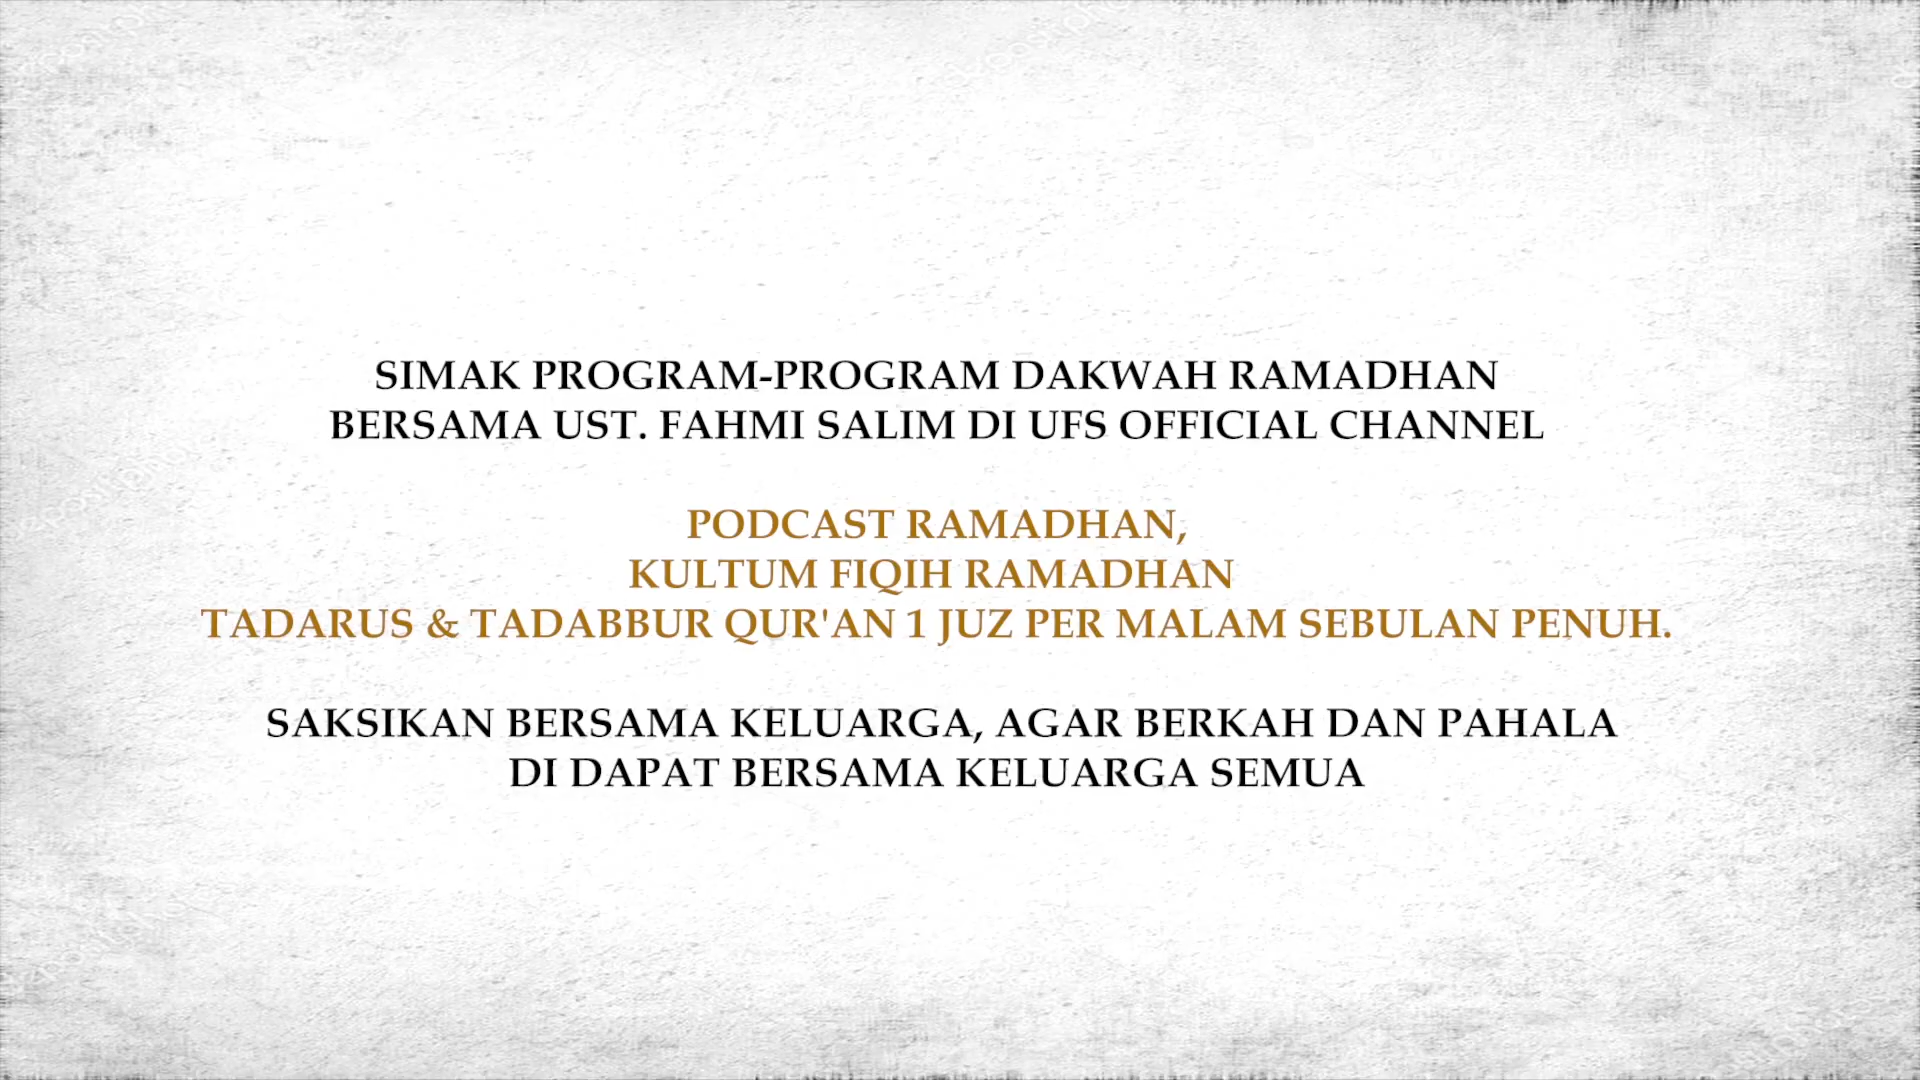 SIMAK PROGRAM-PROGRAM DAKWAH RAMADHAN
BERSAMA UST. FAHMI SALIM DI UFS OFFICIAL CHANNEL
PODCAST RAMADHAN,
KULTUM FIQIH RAMADHAN
TADARUS & TADABBUR QUR'AN 1 JUZ PER MALAM SEBULAN PENUH.
SAKSIKAN BERSAMA KELUARGA, AGAR BERKAH DAN PAHALA
DI DAPAT BERSAMA KELUARGA SEMUA